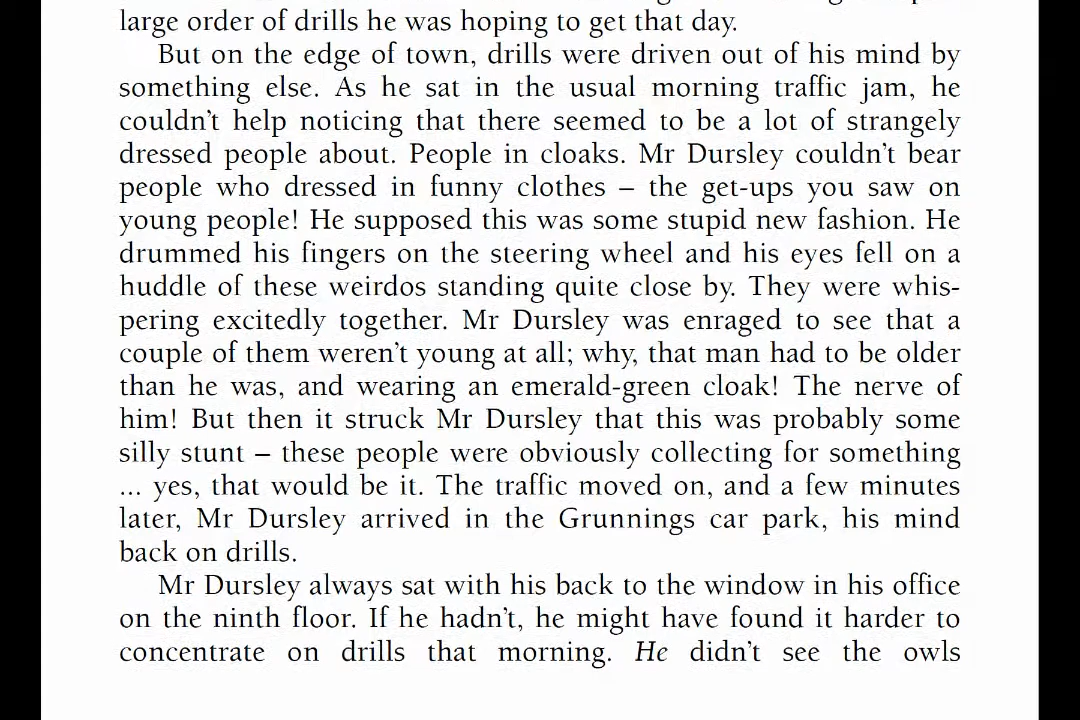 large order of drills he was hoping to get that day.
But on the edge of town, drills were driven out of his mind by
something else. As he sat in the usual morning traffic jam, he
couldn't help noticing that there seemed to be a lot of strangely
dressed people about. People in cloaks. Mr Dursley couldn't bear
people who dressed in funny clothes – the get-ups you saw on
young people! He supposed this was some stupid new fashion. He
drummed his fingers on the steering wheel and his eyes fell on a
huddle of these weirdos standing quite close by. They were whis-
pering excitedly together. Mr Dursley was enraged to see that a
couple of them weren't young at all; why, that man had to be older
than he was, and wearing an emerald-green cloak! The nerve of
him! But then it struck Mr Dursley that this was probably some
silly stunt – these people were obviously collecting for something
... yes, that would be it. The traffic moved on, and a few minutes
later, Mr Dursley arrived in the Grunnings car park, his mind
back on drills.
Mr Dursley always sat with his back to the window in his office
on the ninth floor. If he hadn't, he might have found it harder to
concentrate on drills that morning. He didn't see the owls